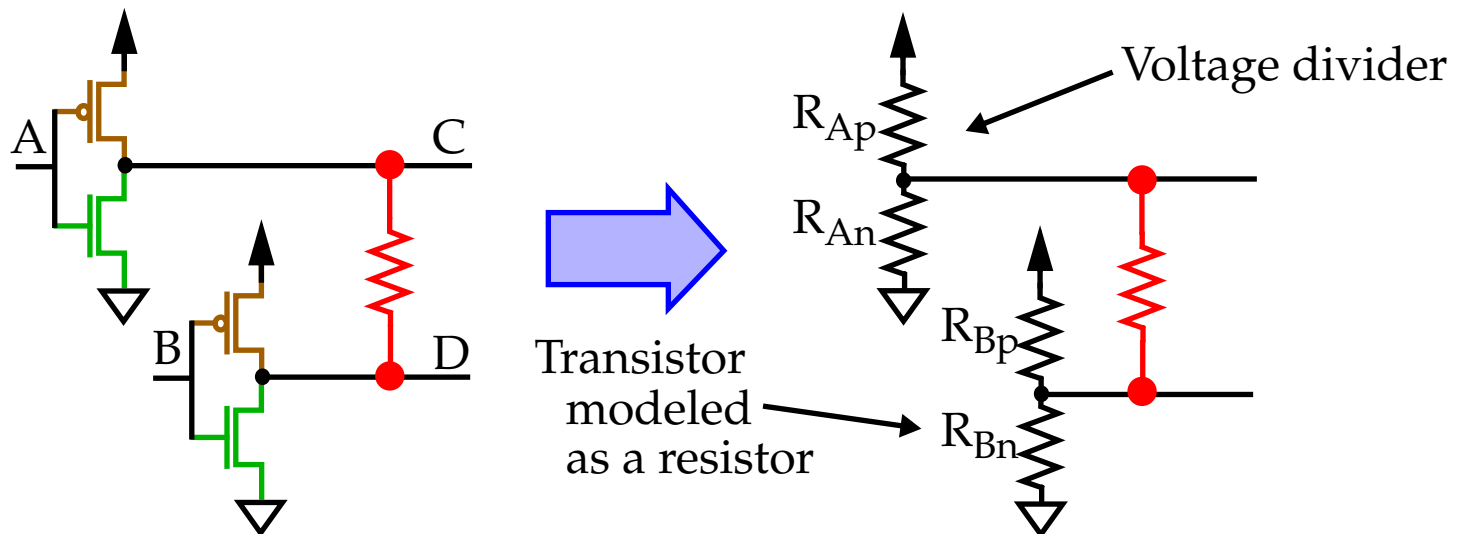 A
C
B
D
Voltage divider
R_Ap
R_An
R_Bp
R_Bn
Transistor
modeled
as a resistor